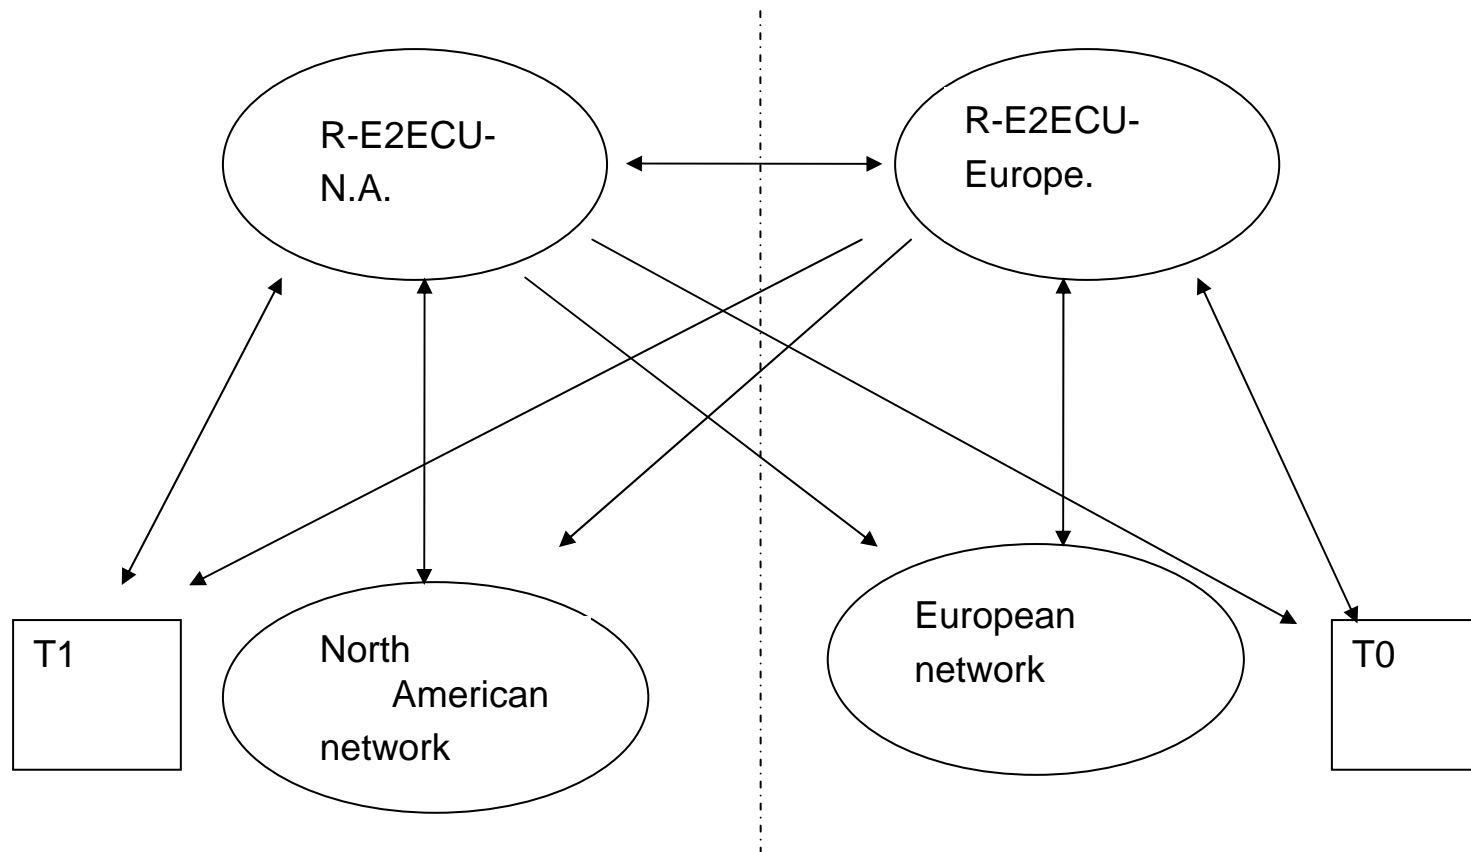 R-E2ECU-
N.A.
R-E2ECU-
Europe.
T1
North
American
network
European
network
T0